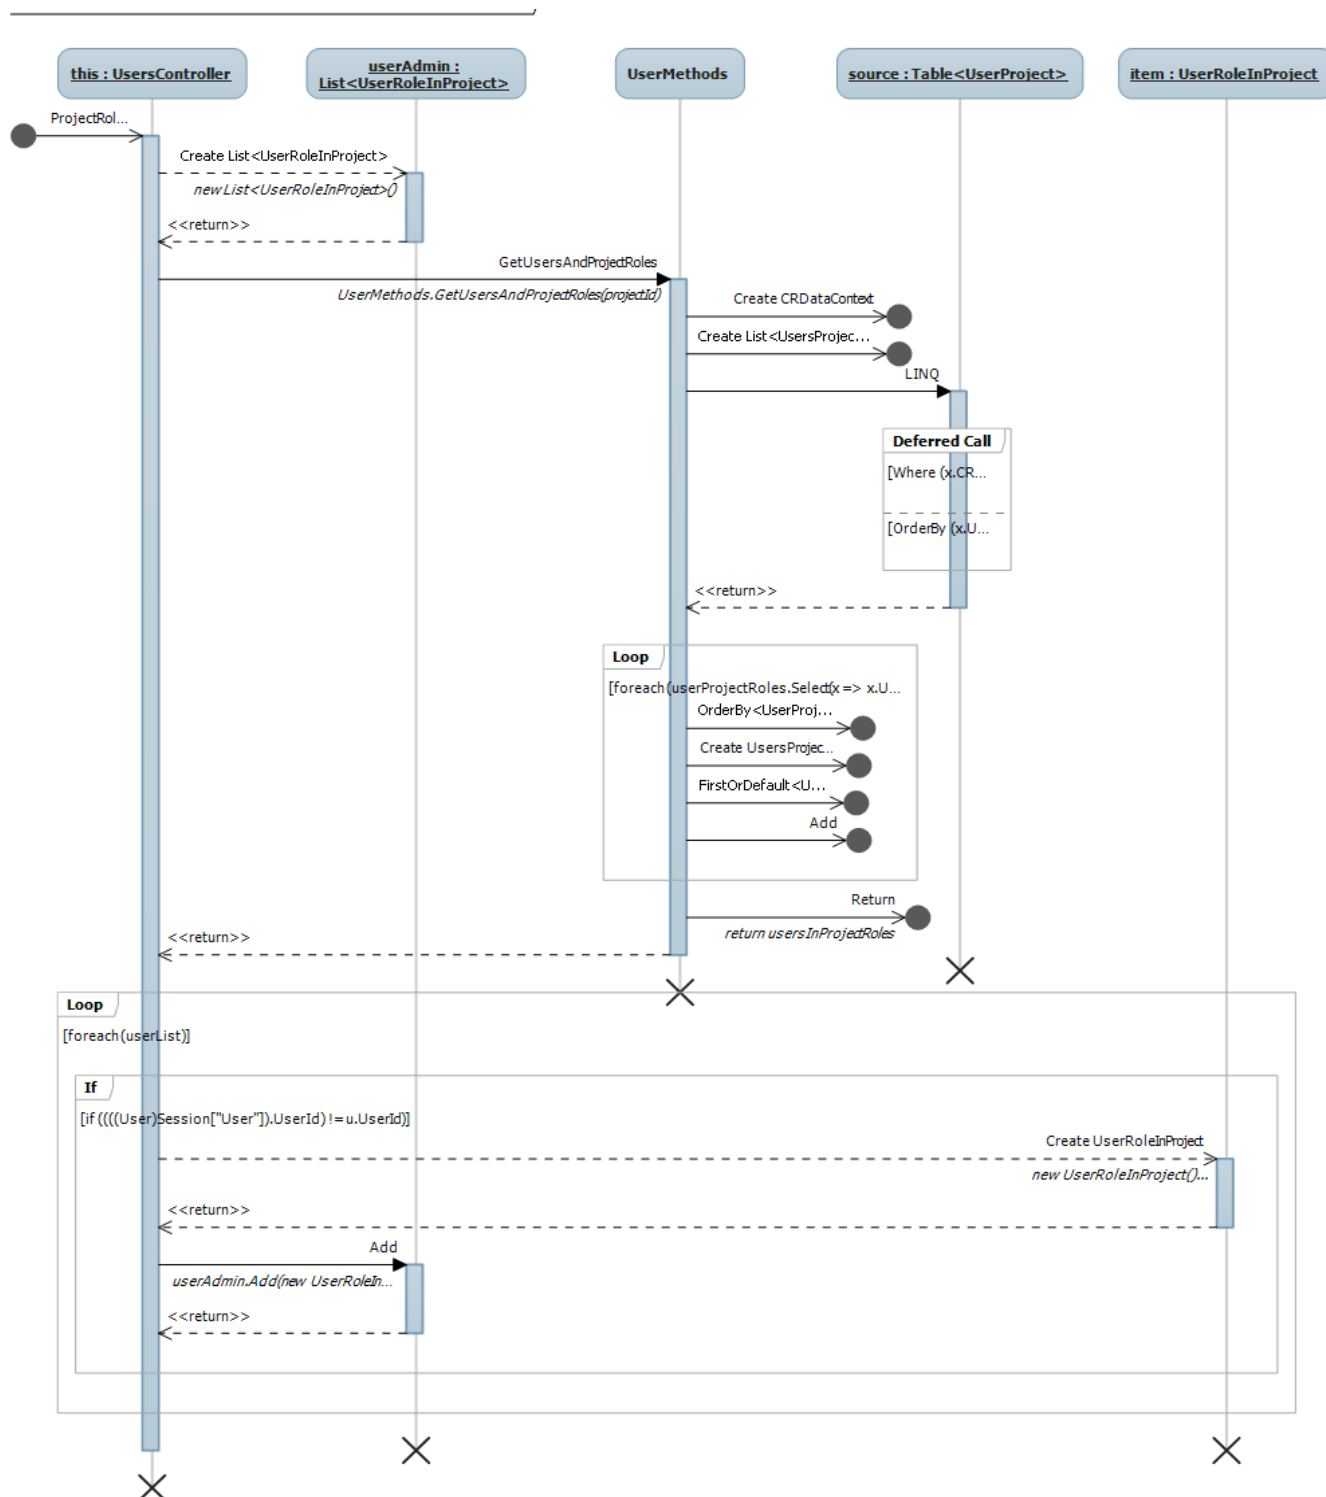 this : UsersController
userAdmin :
List<UserRoleInProject>
UserMethods
source : Table<UserProject>
item : UserRoleInProject
ProjectRol...
Create List<UserRoleInProject>
new List<UserRoleInProject>()
<<return>>
GetUsersAndProjectRoles
UserMethods.GetUsersAndProjectRoles(projectId)
Create CRDataContext
Create List<UsersProjec...
LINQ
Deferred Call
[Where (x.CR...
[OrderBy (x.U...
<<return>>
Loop
[foreach(userProjectRoles.Select(x => x.U...
OrderBy<UserProj...
Create UsersProjec...
FirstOrDefault<U...
Add
Return
return usersInProjectRoles
<<return>>
Loop
[foreach(userList)]
If
[if ((((User)Session["User"]).UserId) != u.UserId)]
Create UserRoleInProject
new UserRoleInProject()...
<<return>>
Add
userAdmin.Add(new UserRoleIn...
<<return>>